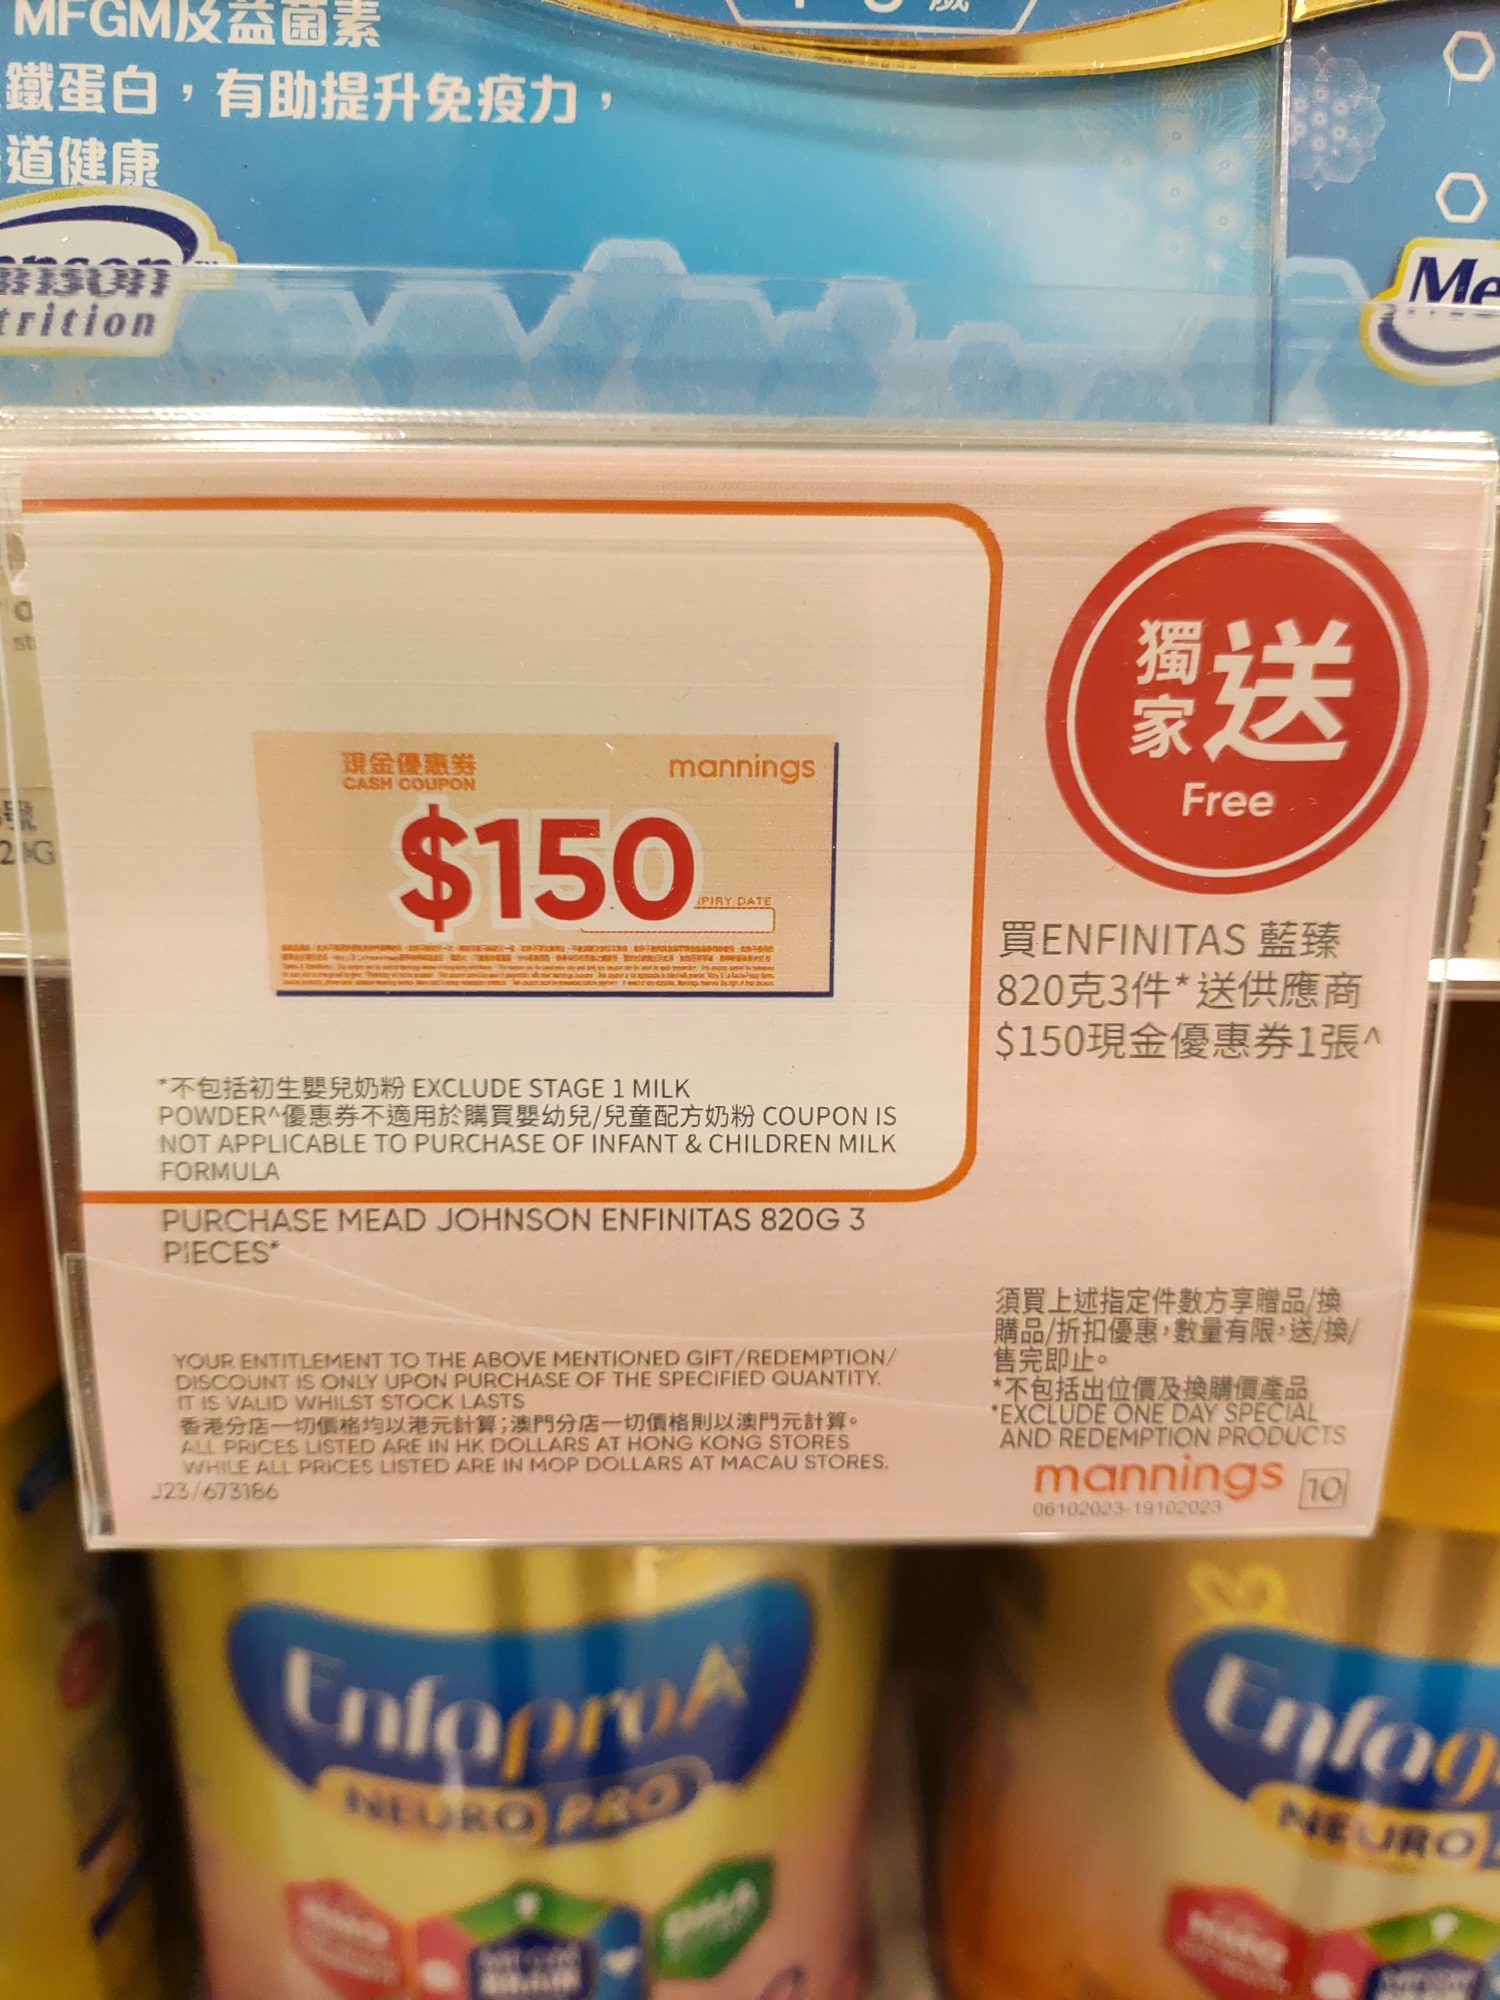 MFGM及益菌素
鐵蛋白，有助提升免疫力，
道健康
trition
Me
獨家送
Free
現金優惠券
CASH COUPON
mannings
$150
PIRY DATE
買ENFINITAS 藍臻
820克3件*送供應商
$150現金優惠券1張^
*不包括初生嬰兒奶粉 EXCLUDE STAGE 1 MILK
POWDER^優惠券不適用於購買嬰幼兒/兒童配方奶粉 COUPON IS
NOT APPLICABLE TO PURCHASE OF INFANT & CHILDREN MILK
FORMULA
PURCHASE MEAD JOHNSON ENFINITAS 820G 3
PIECES*
YOUR ENTITLEMENT TO THE ABOVE MENTIONED GIFT/REDEMPTION/
DISCOUNT IS ONLY UPON PURCHASE OF THE SPECIFIED QUANTITY.
IT IS VALID WHILST STOCK LASTS
香港分店一切價格均以港元計算；澳門分店一切價格則以澳門元計算。
ALL PRICES LISTED ARE IN HK DOLLARS AT HONG KONG STORES
WHILE ALL PRICES LISTED ARE IN MOP DOLLARS AT MACAU STORES.
J23/673186
須買上述指定件數方享贈品/換
購品/折扣優惠，數量有限，送/換/
售完即止。
*不包括出位價及換購價產品
*EXCLUDE ONE DAY SPECIAL
AND REDEMPTION PRODUCTS
mannings 10
06102023-19102023
EnfaproA
NEURO PRO
Enfag
NEURO